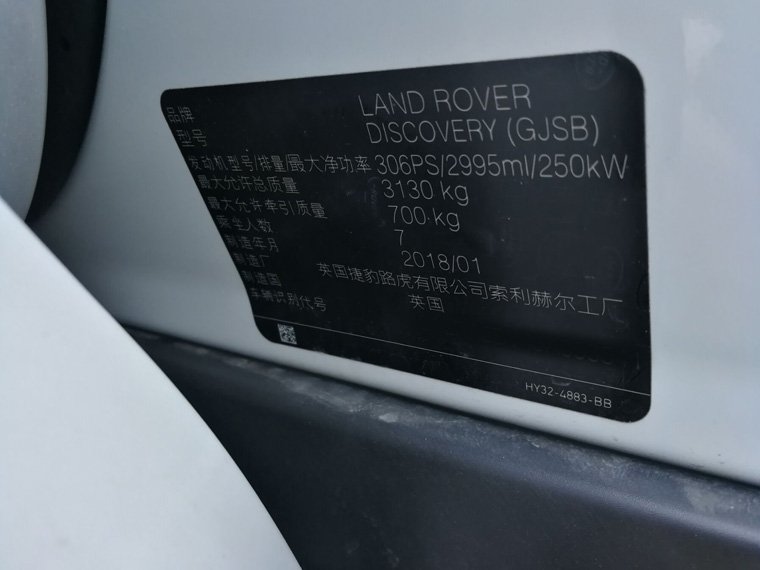 品牌 LAND ROVER
型号 DISCOVERY (GJSB)
发动机型号/排量/最大净功率 306PS/2995ml/250kW
最大允许总质量 3130 kg
最大允许牵引质量 700 kg
乘坐人数 7
制造年月 2018/01
制造厂 英国捷豹路虎有限公司索利赫尔工厂
制造国 英国
车辆识别代号
HY32-4883-BB